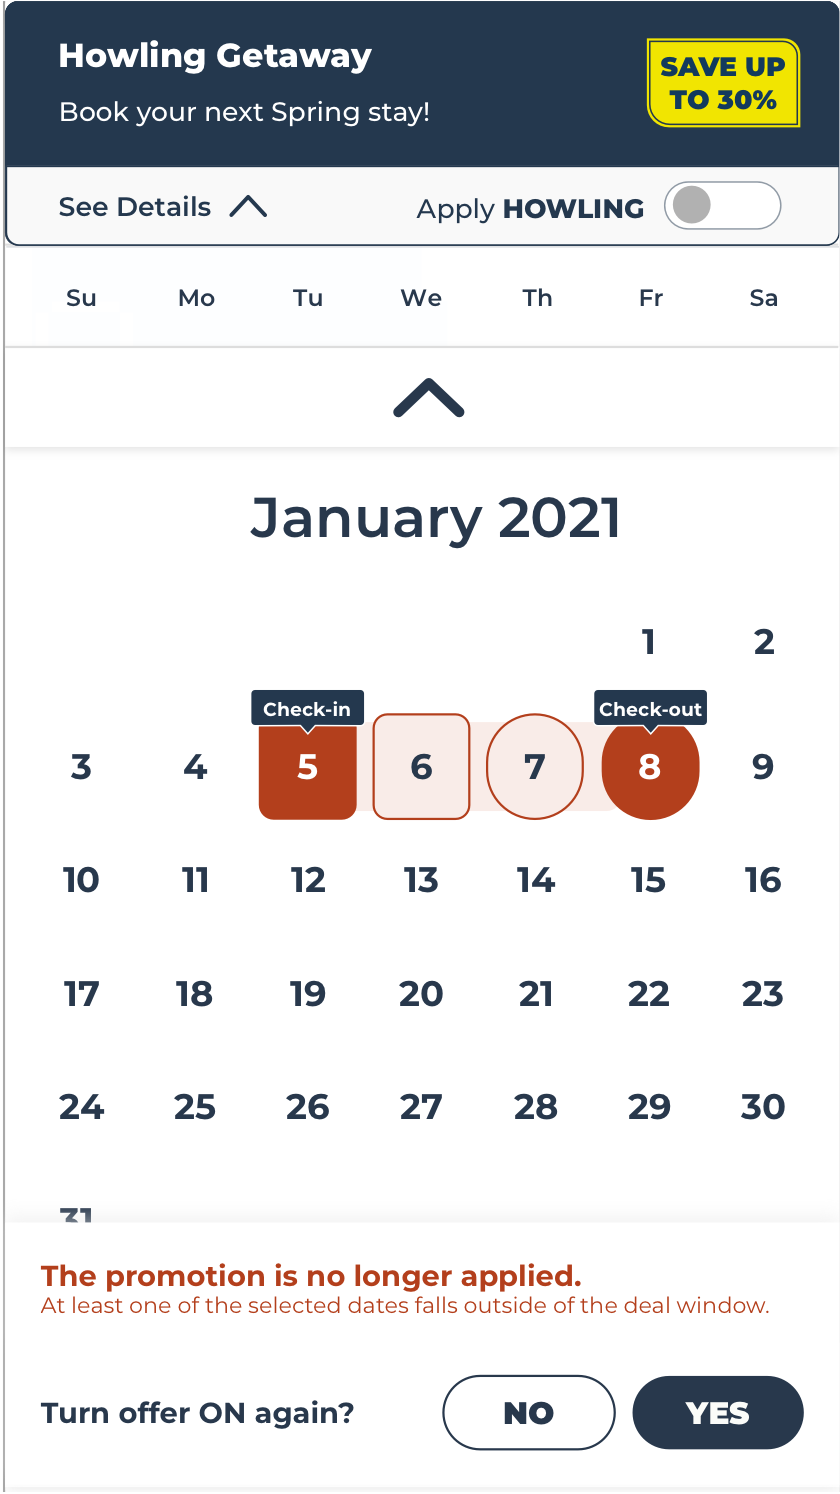 Howling Getaway
Book your next Spring stay!
SAVE UP
TO 30%
See Details
Apply HOWLING
Su Mo Tu We Th Fr Sa
January 2021
1 2
Check-in Check-out
3 4 5 6 7 8 9
10 11 12 13 14 15 16
17 18 19 20 21 22 23
24 25 26 27 28 29 30
31
The promotion is no longer applied.
At least one of the selected dates falls outside of the deal window.
Turn offer ON again? NO YES